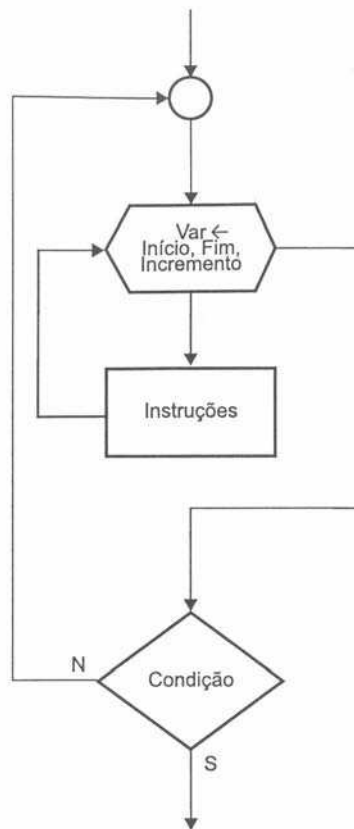 Var ←
Início, Fim,
Incremento
Instruções
N
Condição
S